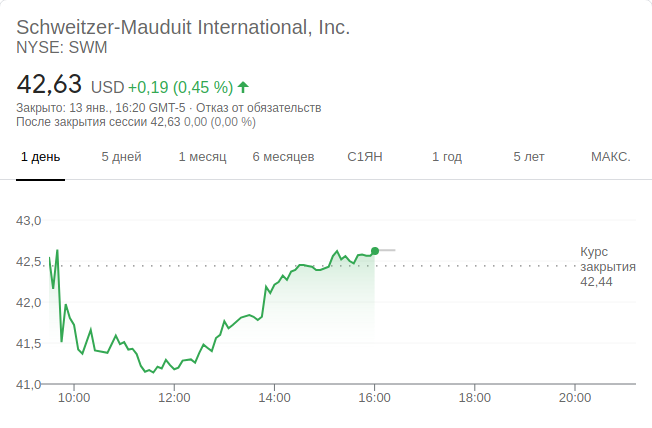 Schweitzer-Mauduit International, Inc.
NYSE: SWM
42,63 USD +0,19 (0,45 %)
Закрыто: 13 янв., 16:20 GMT-5 · Отказ от обязательств
После закрытия сессии 42,63 0,00 (0,00 %)
1 день 5 дней 1 месяц 6 месяцев С1ЯН 1 год 5 лет МАКС.
43,0
42,5
42,0
41,5
41,0
Курс
закрытия
42,44
10:00 12:00 14:00 16:00 18:00 20:00